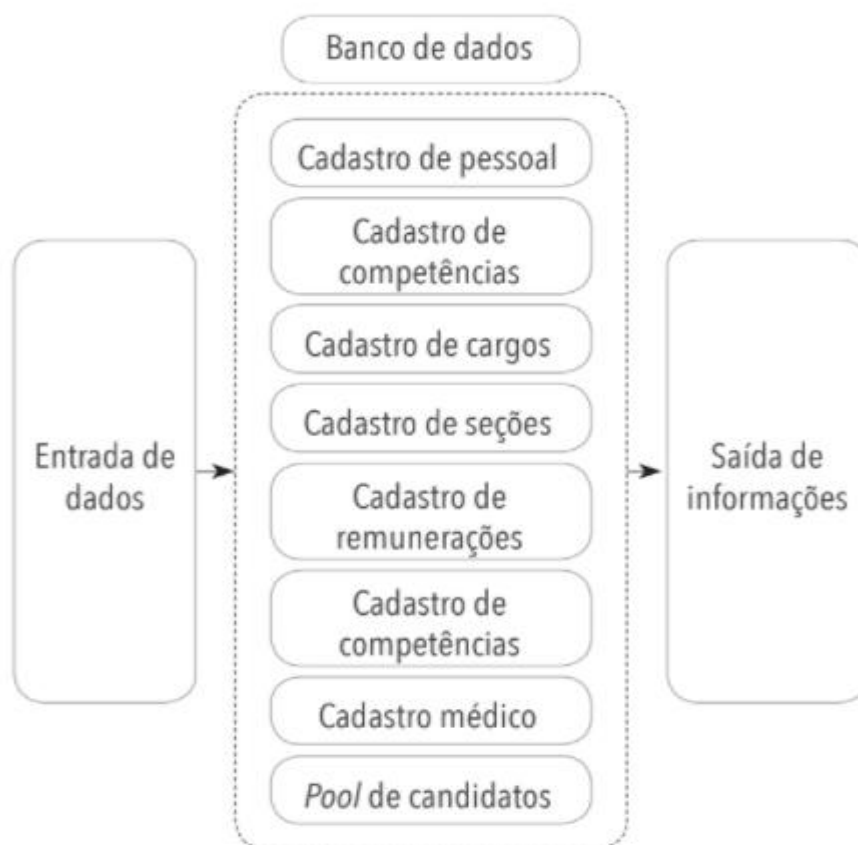 Banco de dados
Cadastro de pessoal
Cadastro de
competências
Cadastro de cargos
Cadastro de seções
Cadastro de
remunerações
Cadastro de
competências
Cadastro médico
Pool de candidatos
Entrada de
dados
Saída de
informações